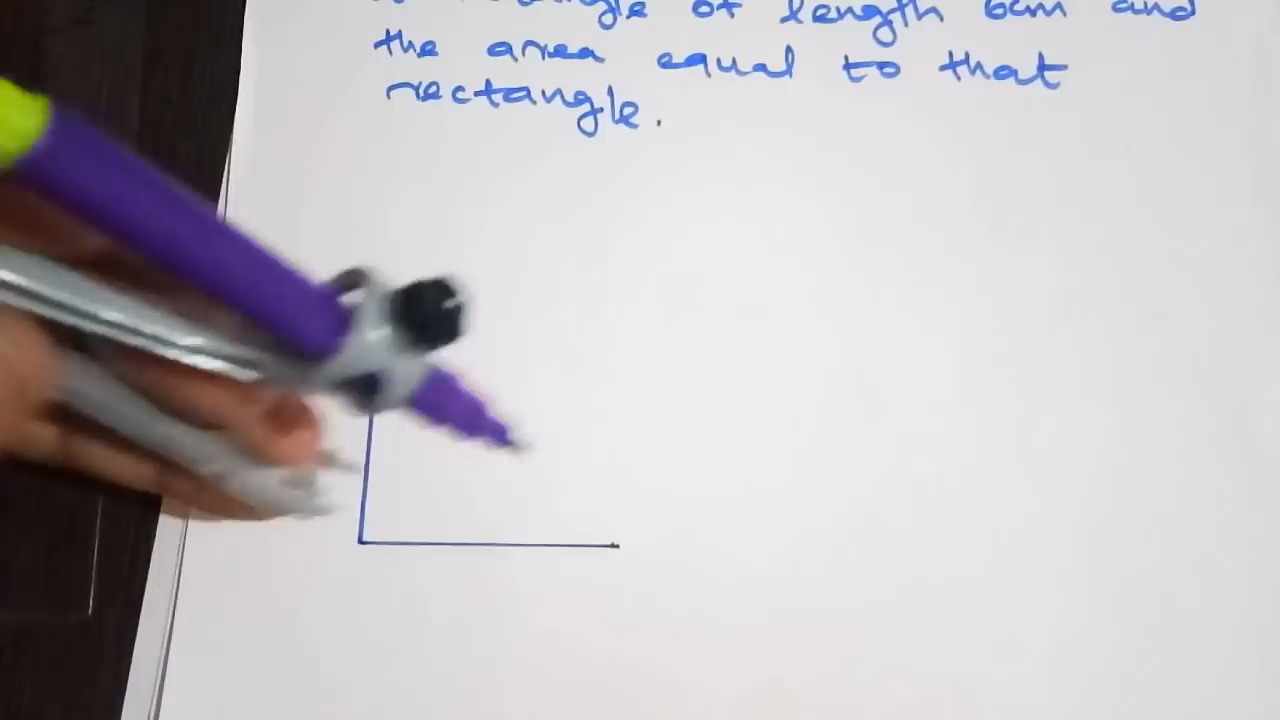 of length 6cm and
the area equal to that
rectangle.